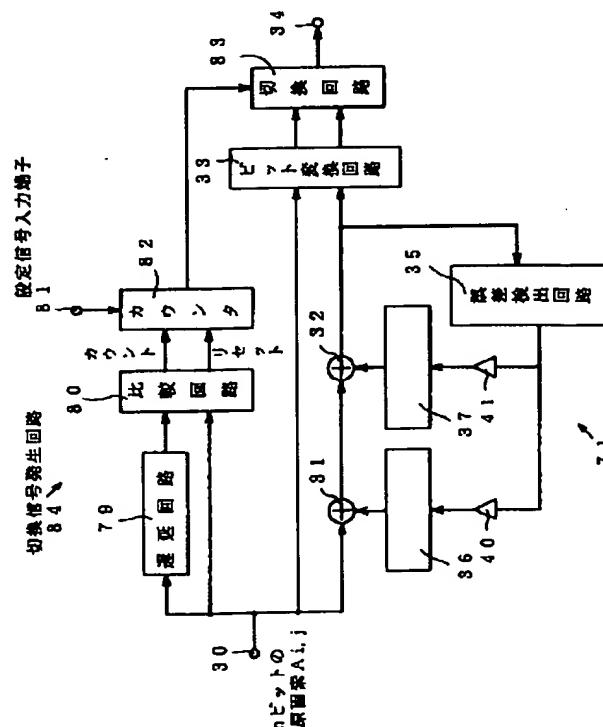 切換信号発生回路
84
設定信号入力端子
81
遅延回路
79
比較回路
80
カウント
リセット
カウンタ
82
ビット変換回路
33
切換回路
83
34
30
nビットの
原画素Ai,j
31
32
36
37
40
41
誤差検出回路
35
71